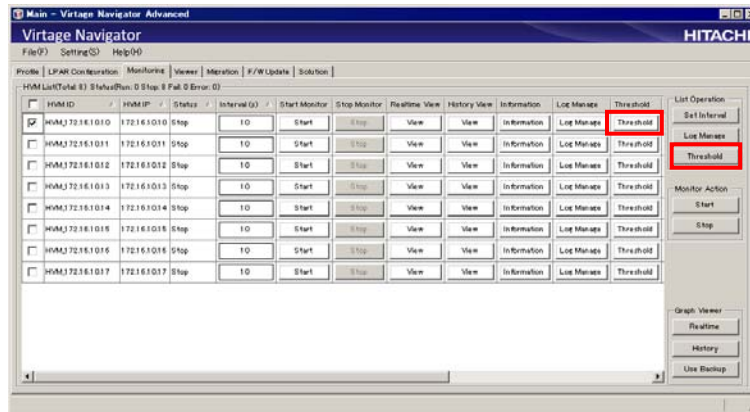 Main - Virtage Navigator Advanced
Virtage Navigator
HITACHI
File(F) Setting(S) Help(H)
Profile LPAR Configuration Monitoring Viewer Migration F/W Update Solution
HVM List(Total: 8) Status(Run: 0 Stop: 8 Fail: 0 Error: 0)
HVM ID HVM IP Status Interval (s) Start Monitor Stop Monitor Realtime View History View Information Log Manage Threshold
HVM_172.16.10.10 172.16.10.10 Stop 10 Start Stop View View Information Log Manage Threshold
HVM_172.16.10.11 172.16.10.11 Stop 10 Start Stop View View Information Log Manage Threshold
HVM_172.16.10.12 172.16.10.12 Stop 10 Start Stop View View Information Log Manage Threshold
HVM_172.16.10.13 172.16.10.13 Stop 10 Start Stop View View Information Log Manage Threshold
HVM_172.16.10.14 172.16.10.14 Stop 10 Start Stop View View Information Log Manage Threshold
HVM_172.16.10.15 172.16.10.15 Stop 10 Start Stop View View Information Log Manage Threshold
HVM_172.16.10.16 172.16.10.16 Stop 10 Start Stop View View Information Log Manage Threshold
HVM_172.16.10.17 172.16.10.17 Stop 10 Start Stop View View Information Log Manage Threshold
List Operation
Set Interval
Log Manage
Threshold
Monitor Action
Start
Stop
Graph Viewer
Realtime
History
Use Backup